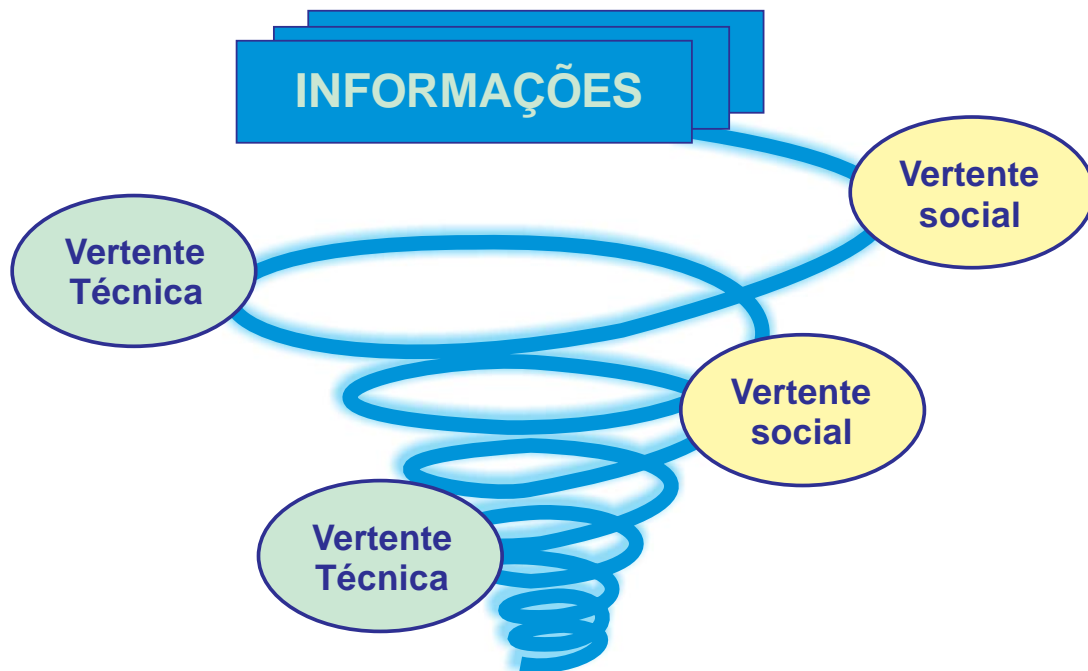 INFORMAÇÕES
Vertente
social
Vertente
Técnica
Vertente
social
Vertente
Técnica